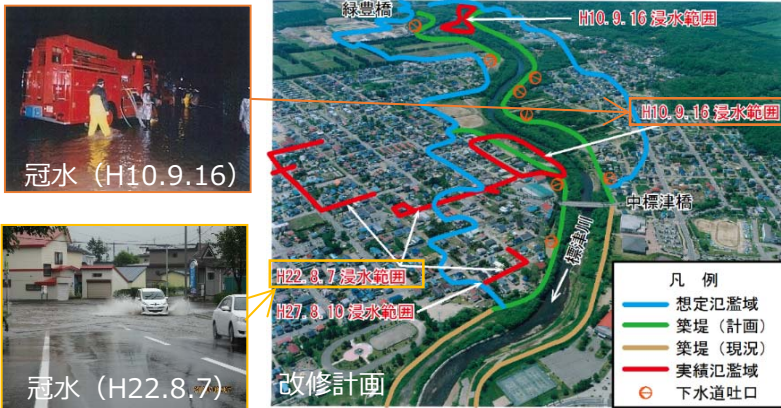 冠水（H10.9.16）
冠水（H22.8.7）
緑豊橋
H10.9.16 浸水範囲
H10.9.16 浸水範囲
中標津橋
標津川
H22.8.7 浸水範囲
H27.8.10 浸水範囲
改修計画
凡 例
想定氾濫域
築堤（計画）
築堤（現況）
実績氾濫域
下水道吐口